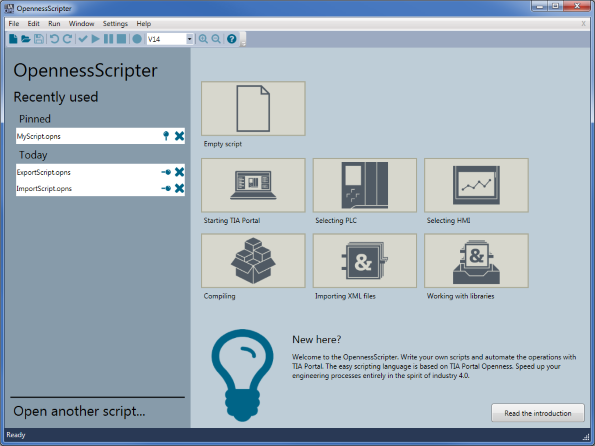 OpennessScripter
File Edit Run Window Settings Help
V14
OpennessScripter
Recently used
Pinned
MyScript.opns
Today
ExportScript.opns
ImportScript.opns
Open another script...
Empty script
Starting TIA Portal
Selecting PLC
Selecting HMI
Compiling
&
Importing XML files
&
Working with libraries
New here?
Welcome to the OpennessScripter. Write your own scripts and automate the operations with
TIA Portal. The easy scripting language is based on TIA Portal Openness. Speed up your
engineering processes entirely in the spirit of industry 4.0.
Read the introduction
Ready